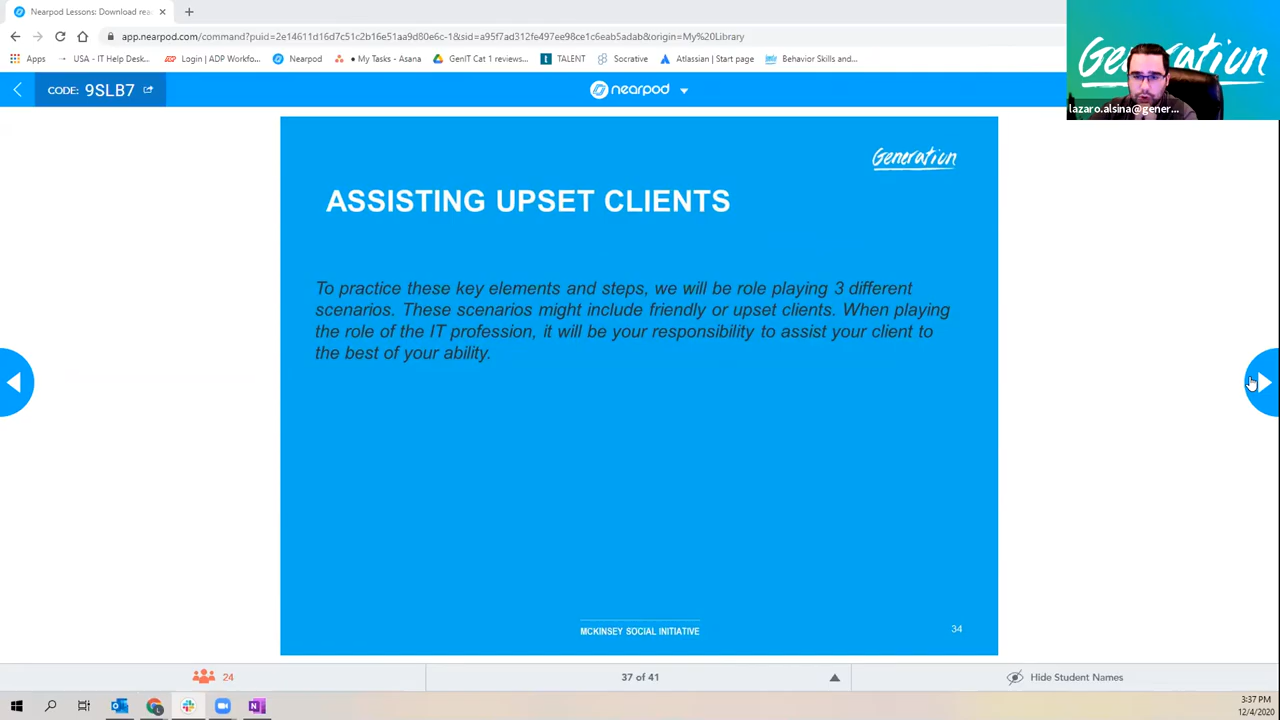 Nearpod Lessons: Download rea
app.nearpod.com/command?puid=2e14611d16d7c51c2b16e51aa9d80e6c-1&sid=a95f7ad312fe497ee98ce1c6eab5adab&origin=My%20Library
Apps USA - IT Help Desk... Login | ADP Workfo... Nearpod • My Tasks - Asana GenIT Cat 1 reviews... TALENT Socrative Atlassian | Start page Behavior Skills and...
Generation
lazaro.alsina@gener...
CODE: 9SLB7 nearpod
Generation
ASSISTING UPSET CLIENTS
To practice these key elements and steps, we will be role playing 3 different
scenarios. These scenarios might include friendly or upset clients. When playing
the role of the IT profession, it will be your responsibility to assist your client to
the best of your ability.
MCKINSEY SOCIAL INITIATIVE
34
24 37 of 41 Hide Student Names
3:37 PM
12/4/2020